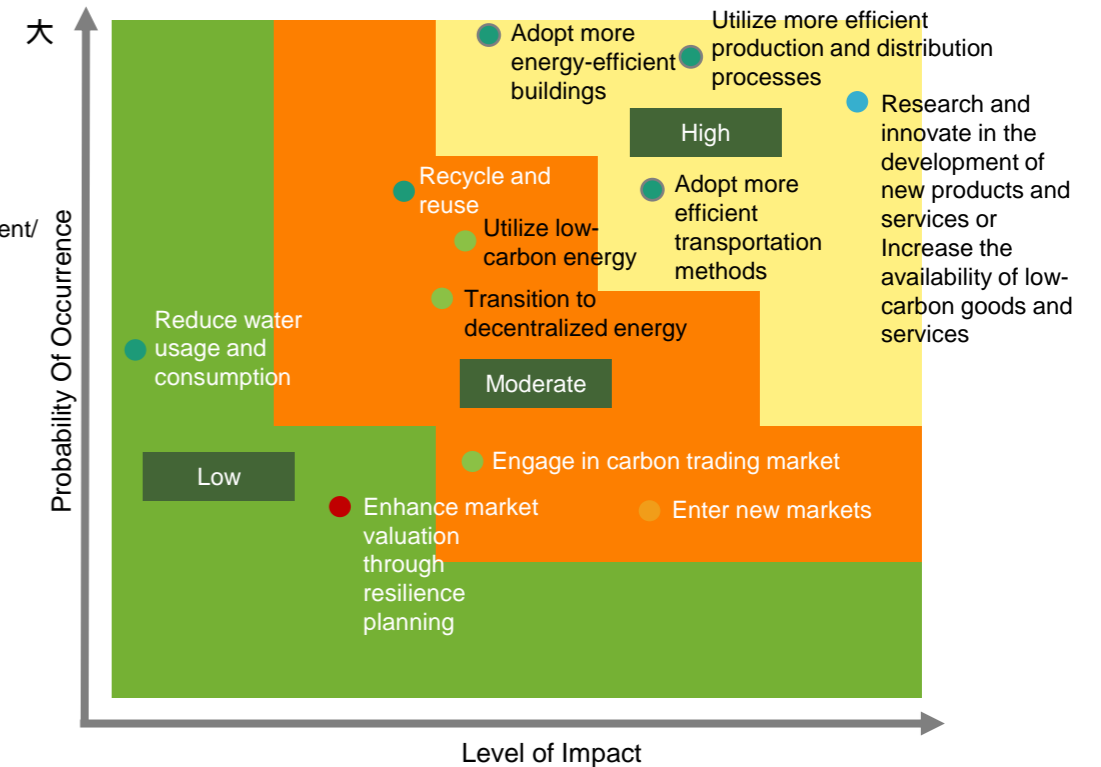 大
Adopt more
energy-efficient
buildings
Utilize more efficient
production and distribution
processes
Research and
innovate in the
development of
new products and
services or
Increase the
availability of low-
carbon goods and
services
High
Recycle and
reuse
Adopt more
efficient
transportation
methods
ent/
Probability Of Occurrence
Utilize low-
carbon energy
Transition to
decentralized energy
Reduce water
usage and
consumption
Moderate
Low
Engage in carbon trading market
Enhance market
valuation
through
resilience
planning
Enter new markets
Level of Impact